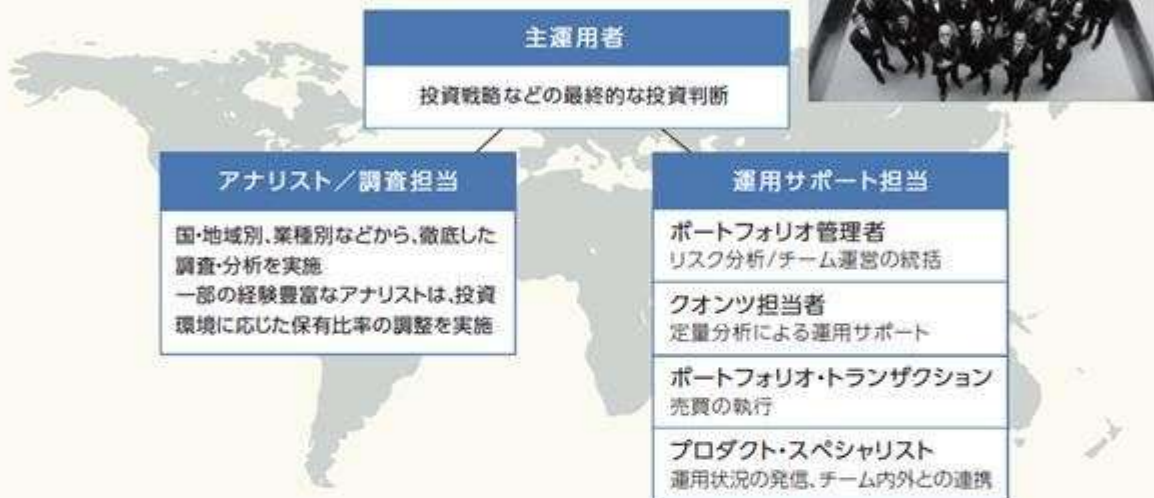 主運用者
投資戦略などの最終的な投資判断
アナリスト／調査担当
国・地域別、業種別などから、徹底した
調査・分析を実施
一部の経験豊富なアナリストは、投資
環境に応じた保有比率の調整を実施
運用サポート担当
ポートフォリオ管理者
リスク分析/チーム運営の統括
クオンツ担当者
定量分析による運用サポート
ポートフォリオ・トランザクション
売買の執行
プロダクト・スペシャリスト
運用状況の発信、チーム内外との連携